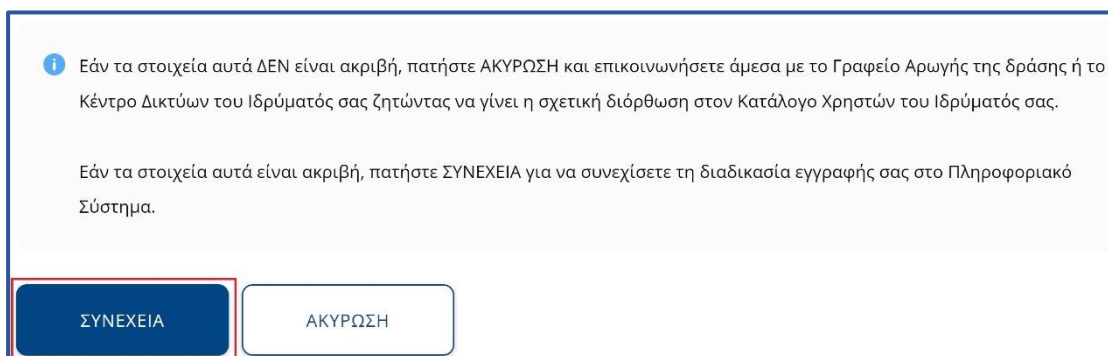 Εάν τα στοιχεία αυτά ΔΕΝ είναι ακριβή, πατήστε ΑΚΥΡΩΣΗ και επικοινωνήσετε άμεσα με το Γραφείο Αρωγής της δράσης ή το
Κέντρο Δικτύων του Ιδρύματός σας ζητώντας να γίνει η σχετική διόρθωση στον Κατάλογο Χρηστών του Ιδρύματός σας.
Εάν τα στοιχεία αυτά είναι ακριβή, πατήστε ΣΥΝΕΧΕΙΑ για να συνεχίσετε τη διαδικασία εγγραφής σας στο Πληροφοριακό
Σύστημα.
ΣΥΝΕΧΕΙΑ ΑΚΥΡΩΣΗ